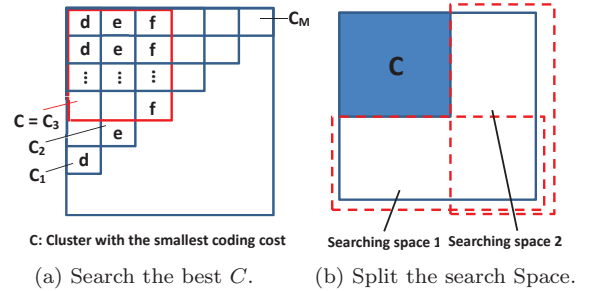 d e f
C_M
d e f
⋮ ⋮ ⋮
f
C = C_3
C_2
e
C_1
d
C: Cluster with the smallest coding cost
(a) Search the best C.
C
Searching space 1 Searching space 2
(b) Split the search Space.